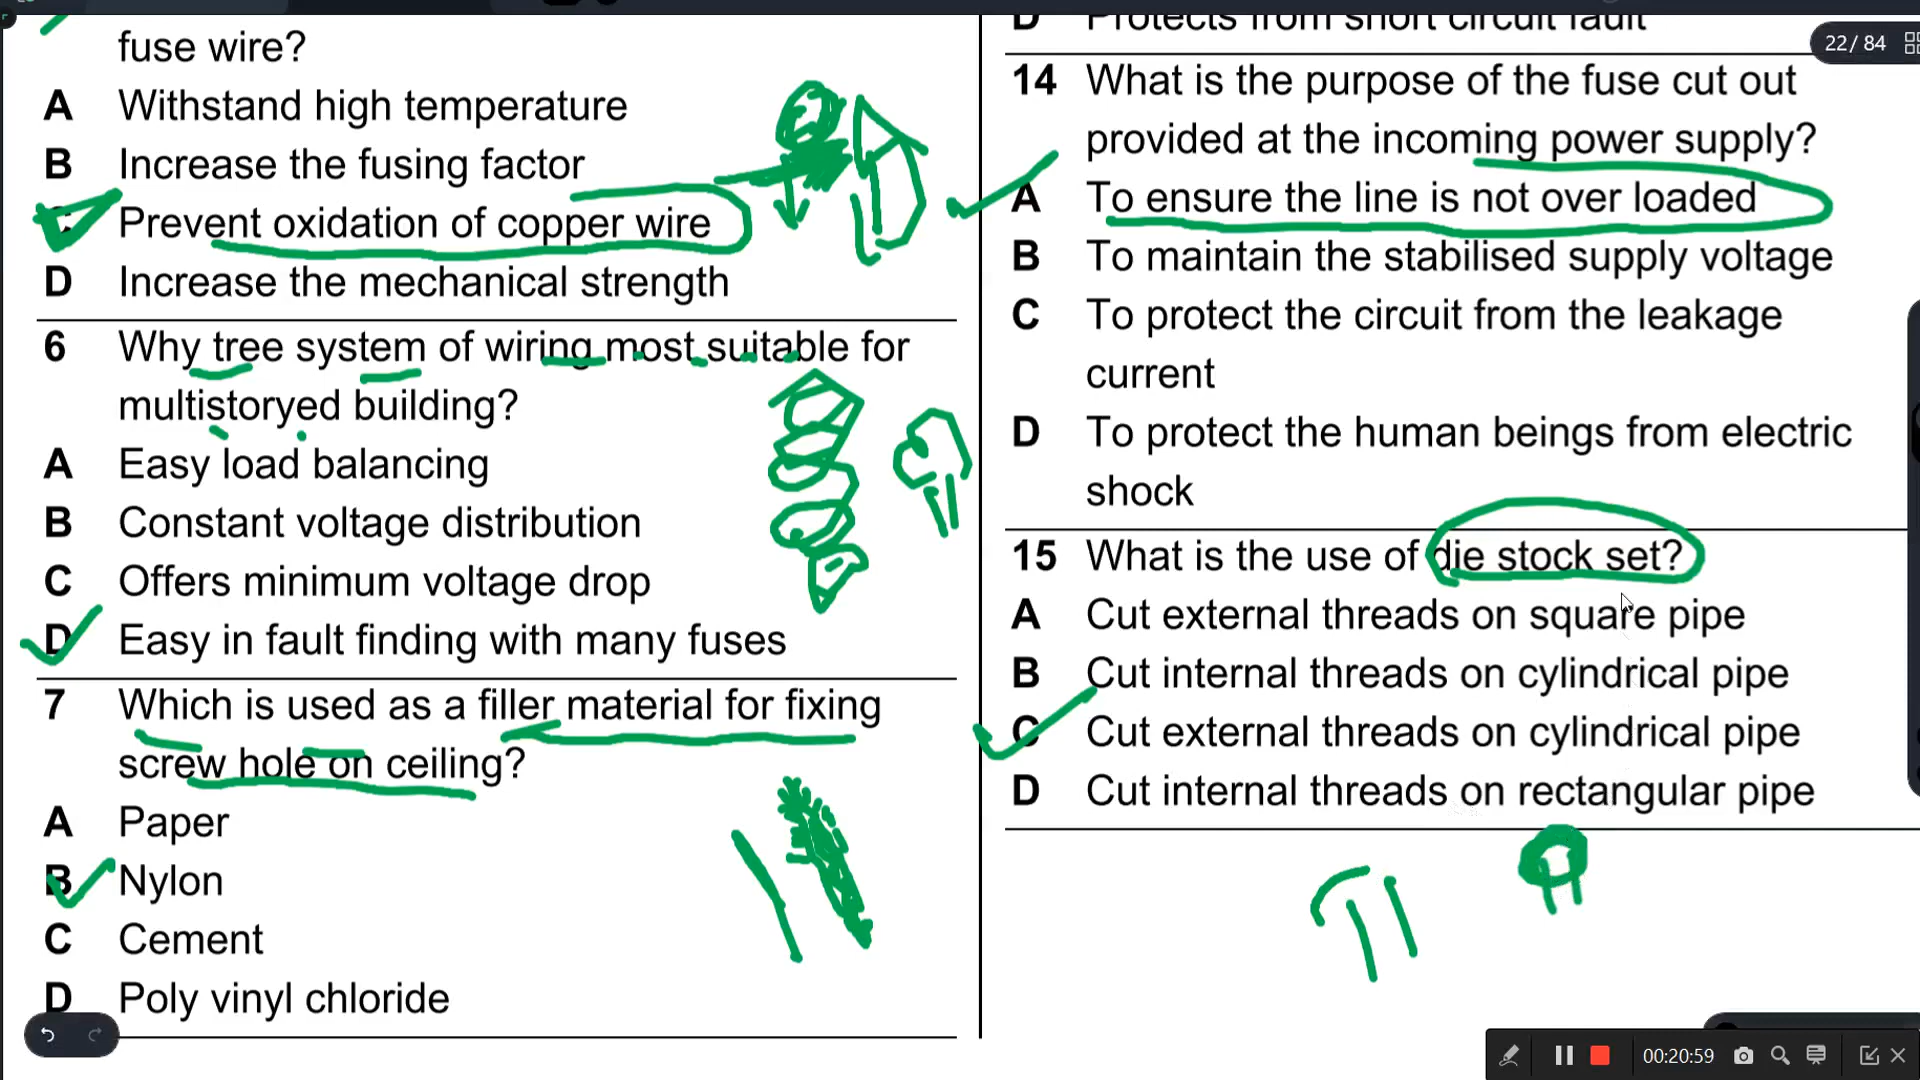 fuse wire?
A Withstand high temperature
B Increase the fusing factor
C Prevent oxidation of copper wire
D Increase the mechanical strength
6 Why tree system of wiring most suitable for
multistoryed building?
A Easy load balancing
B Constant voltage distribution
C Offers minimum voltage drop
D Easy in fault finding with many fuses
7 Which is used as a filler material for fixing
screw hole on ceiling?
A Paper
B Nylon
C Cement
D Poly vinyl chloride
D Protects from short circuit fault
14 What is the purpose of the fuse cut out
provided at the incoming power supply?
A To ensure the line is not over loaded
B To maintain the stabilised supply voltage
C To protect the circuit from the leakage
current
D To protect the human beings from electric
shock
15 What is the use of die stock set?
A Cut external threads on square pipe
B Cut internal threads on cylindrical pipe
C Cut external threads on cylindrical pipe
D Cut internal threads on rectangular pipe
22 / 84
00:20:59